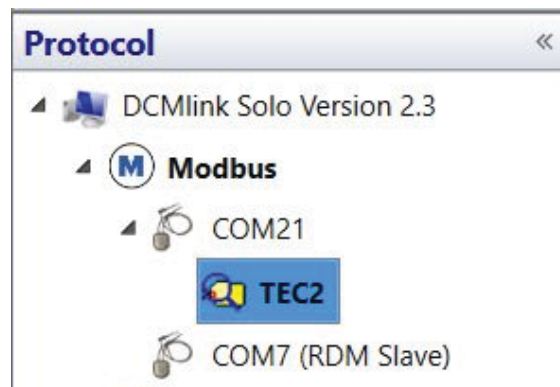 Protocol «
DCMlink Solo Version 2.3
M Modbus
COM21
TEC2
COM7 (RDM Slave)